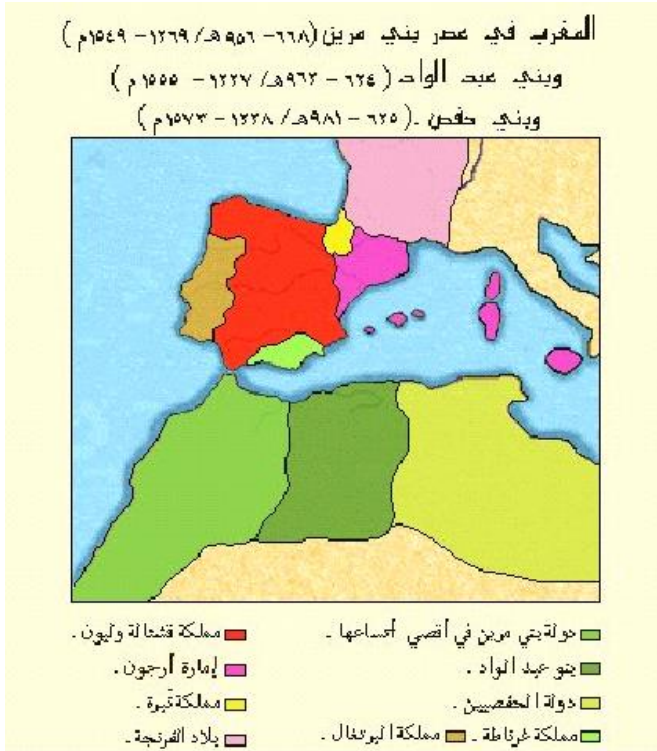 المغرب في عصر بني مرين (٦٦٨- ٩٥٦هـ/ ١٢٦٩- ١٥٤٩م)
وبني عبد الواد (٦٢٤ - ٩٦٢هـ/ ١٢٢٧- ١٥٥٥م)
وبني حفص .(٦٢٥ - ٩٨١هـ/ ١٢٢٨- ١٥٧٣م)
دولة بني مرين في أقصي أتساعها .
مملكة قشتالة وليون .
بنو عبد الواد .
إمارة أرجون .
دولة الحفصيين .
مملكة نبرة .
مملكة غرناطة .
مملكة البرتغال .
بلاد الفرنجة .